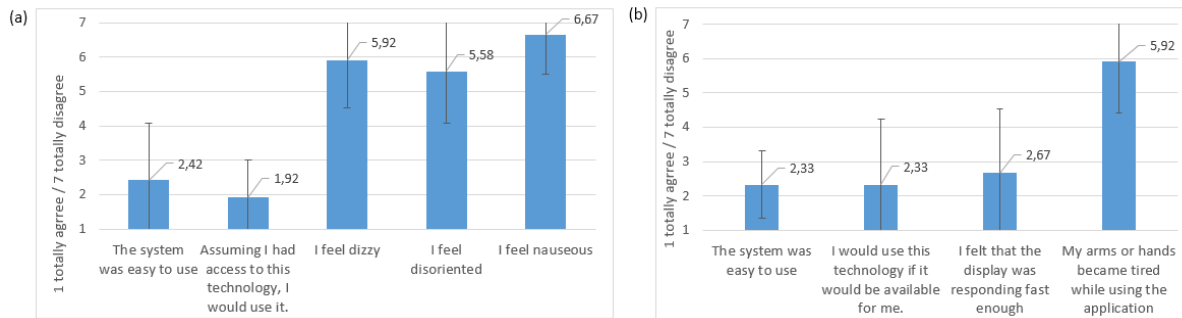 (a)
1 totally agrree / 7 totally disagree
7
6
5
4
3
2
1
2,42
1,92
5,92
5,58
6,67
The system
was easy to use
Assuming I had
access to this
technology, I
would use it.
I feel dizzy
I feel
disoriented
I feel nauseous
(b)
1 totally agrree / 7 totally disagree
7
6
5
4
3
2
1
2,33
2,33
2,67
5,92
The system was
easy to use
I would use this
technology if it
would be available
for me.
I felt that the
display was
responding fast
enough
My arms or hands
became tired
while using the
application